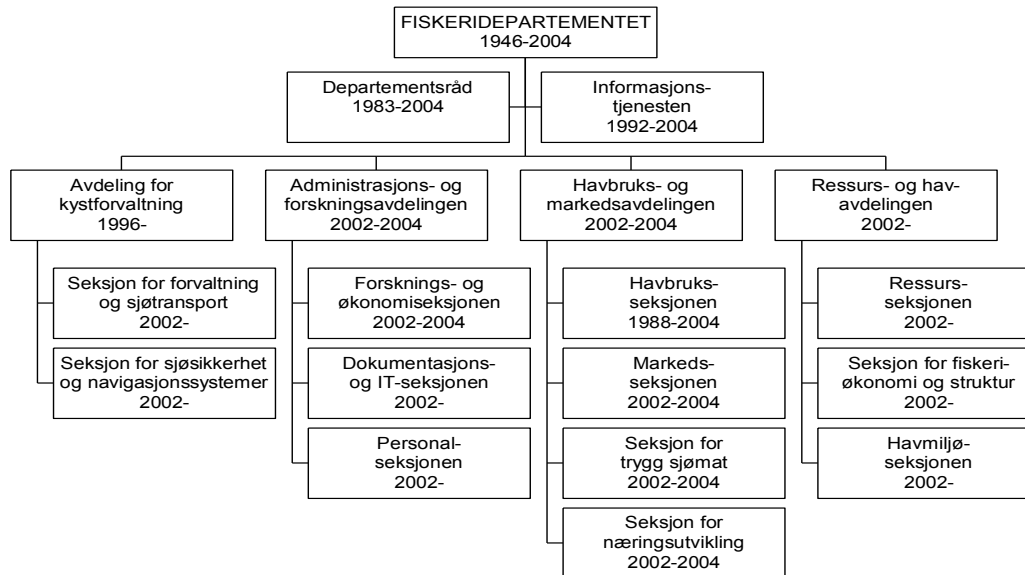 FISKERIDEPARTEMENTET
1946-2004
Departementsråd
1983-2004
Informasjons-
tjenesten
1992-2004
Avdeling for
kystforvaltning
1996-
Seksjon for forvaltning
og sjøtransport
2002-
Seksjon for sjøsikkerhet
og navigasjonssystemer
2002-
Administrasjons- og
forskningsavdelingen
2002-2004
Forsknings- og
økonomiseksjonen
2002-2004
Dokumentasjons-
og IT-seksjonen
2002-
Personal-
seksjonen
2002-
Havbruks- og
markedsavdelingen
2002-2004
Havbruks-
seksjonen
1988-2004
Markeds-
seksjonen
2002-2004
Seksjon for
trygg sjømat
2002-2004
Seksjon for
næringsutvikling
2002-2004
Ressurs- og hav-
avdelingen
2002-
Ressurs-
seksjonen
2002-
Seksjon for fiskeri-
økonomi og struktur
2002-
Havmiljø-
seksjonen
2002-